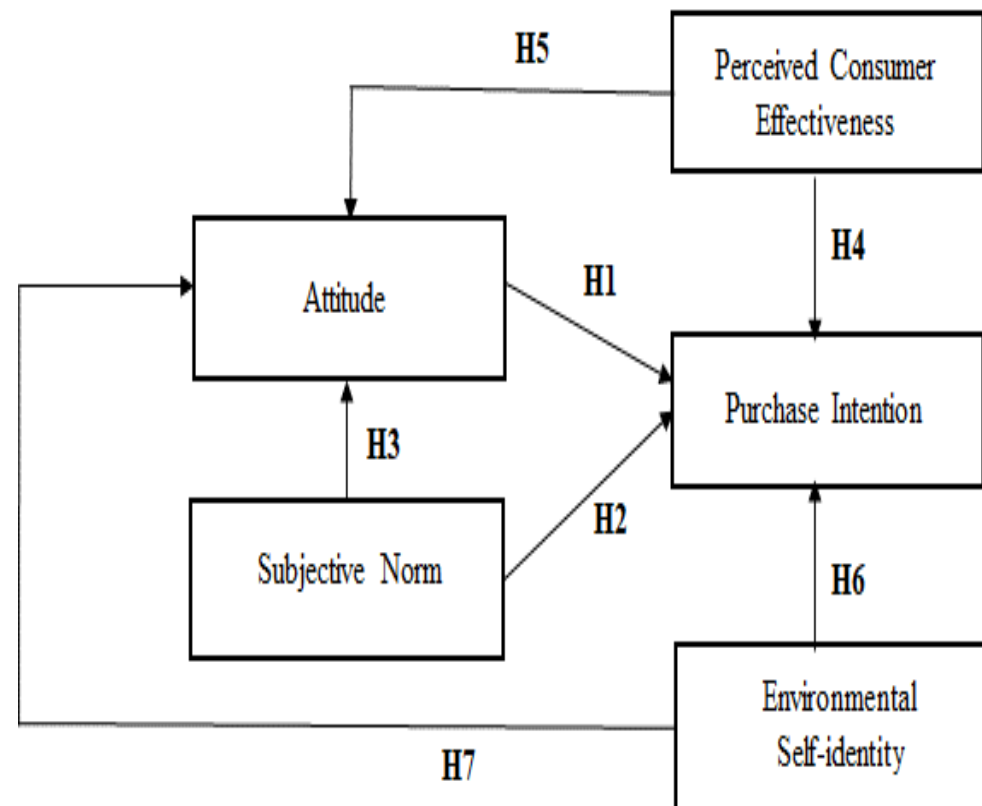 H5
Perceived Consumer
Effectiveness
H4
Attitude
H1
Purchase Intention
H3
H2
Subjective Norm
H6
Environmental
Self-identity
H7